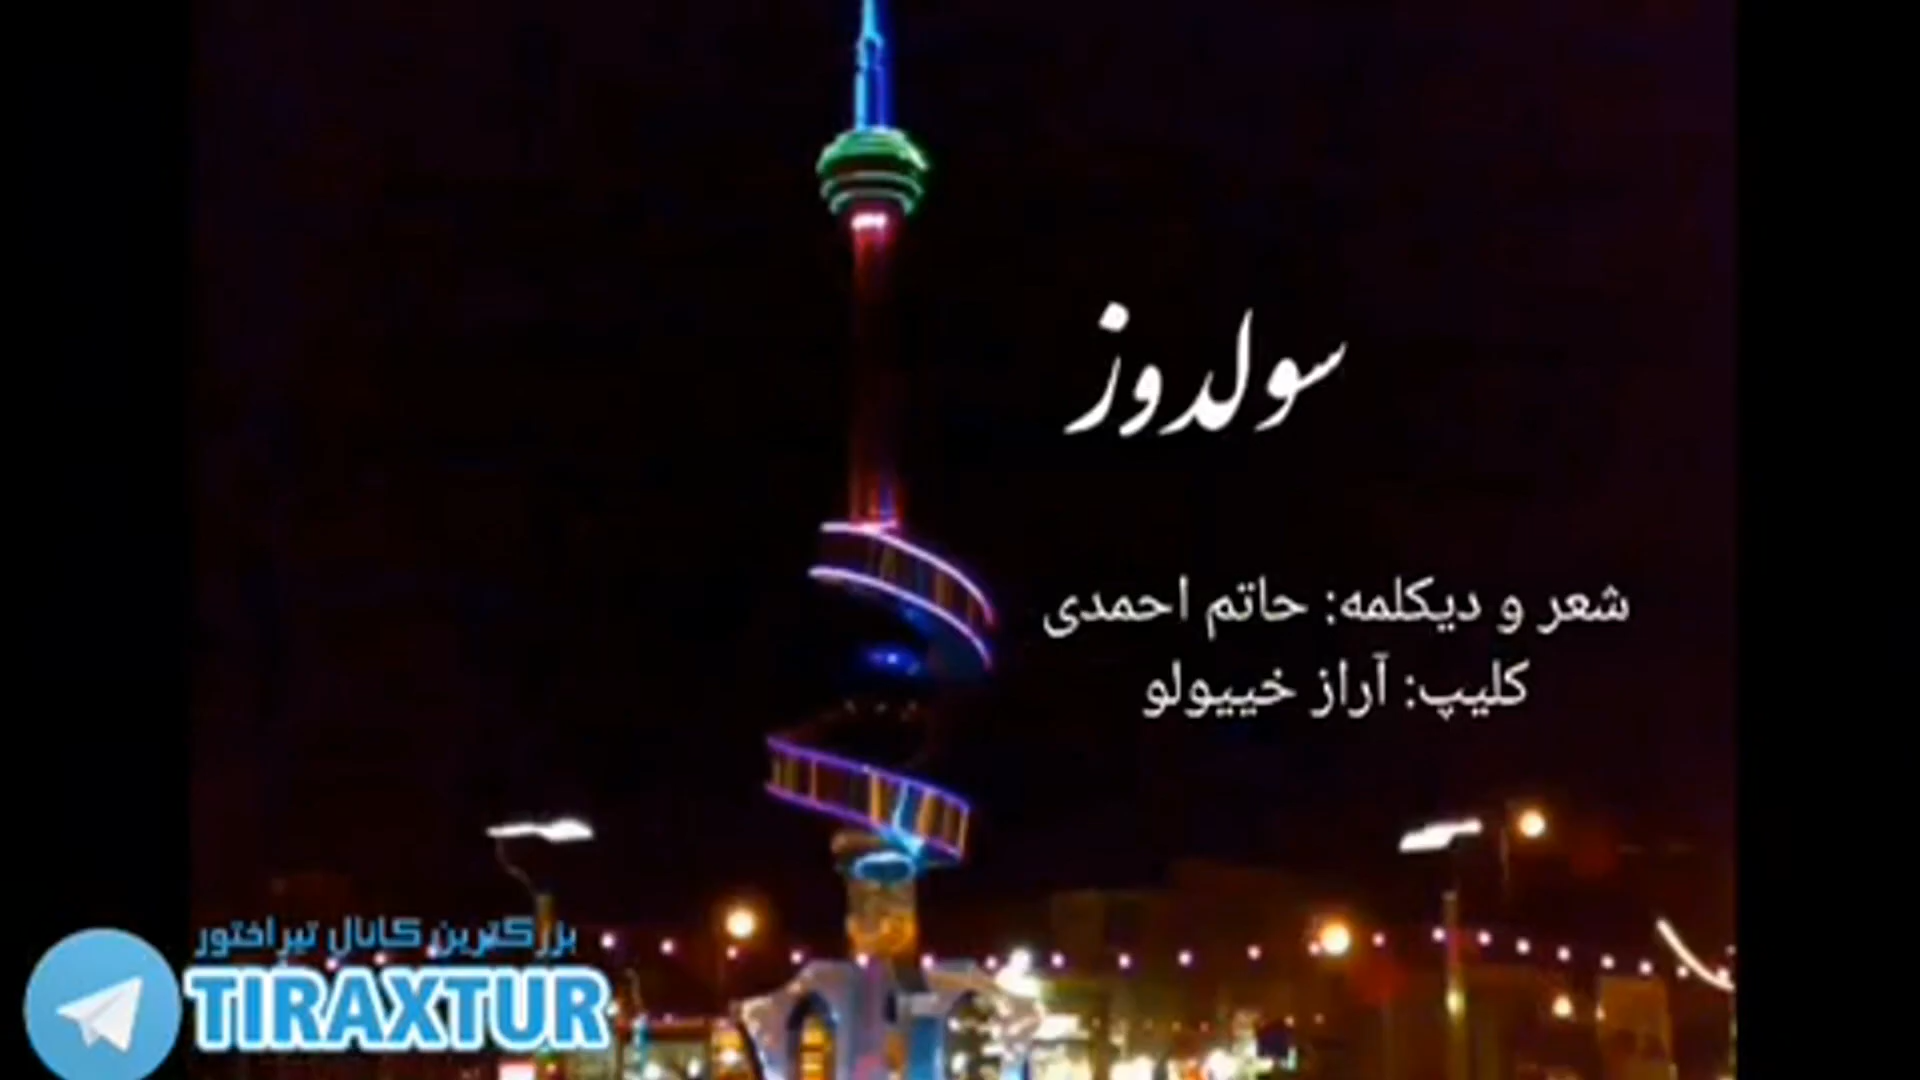 سولدوز
شعر و دیکلمه: حاتم احمدی
کلیپ: آراز خییولو
بزرگترین کانال تیراختور
TIRAXTUR